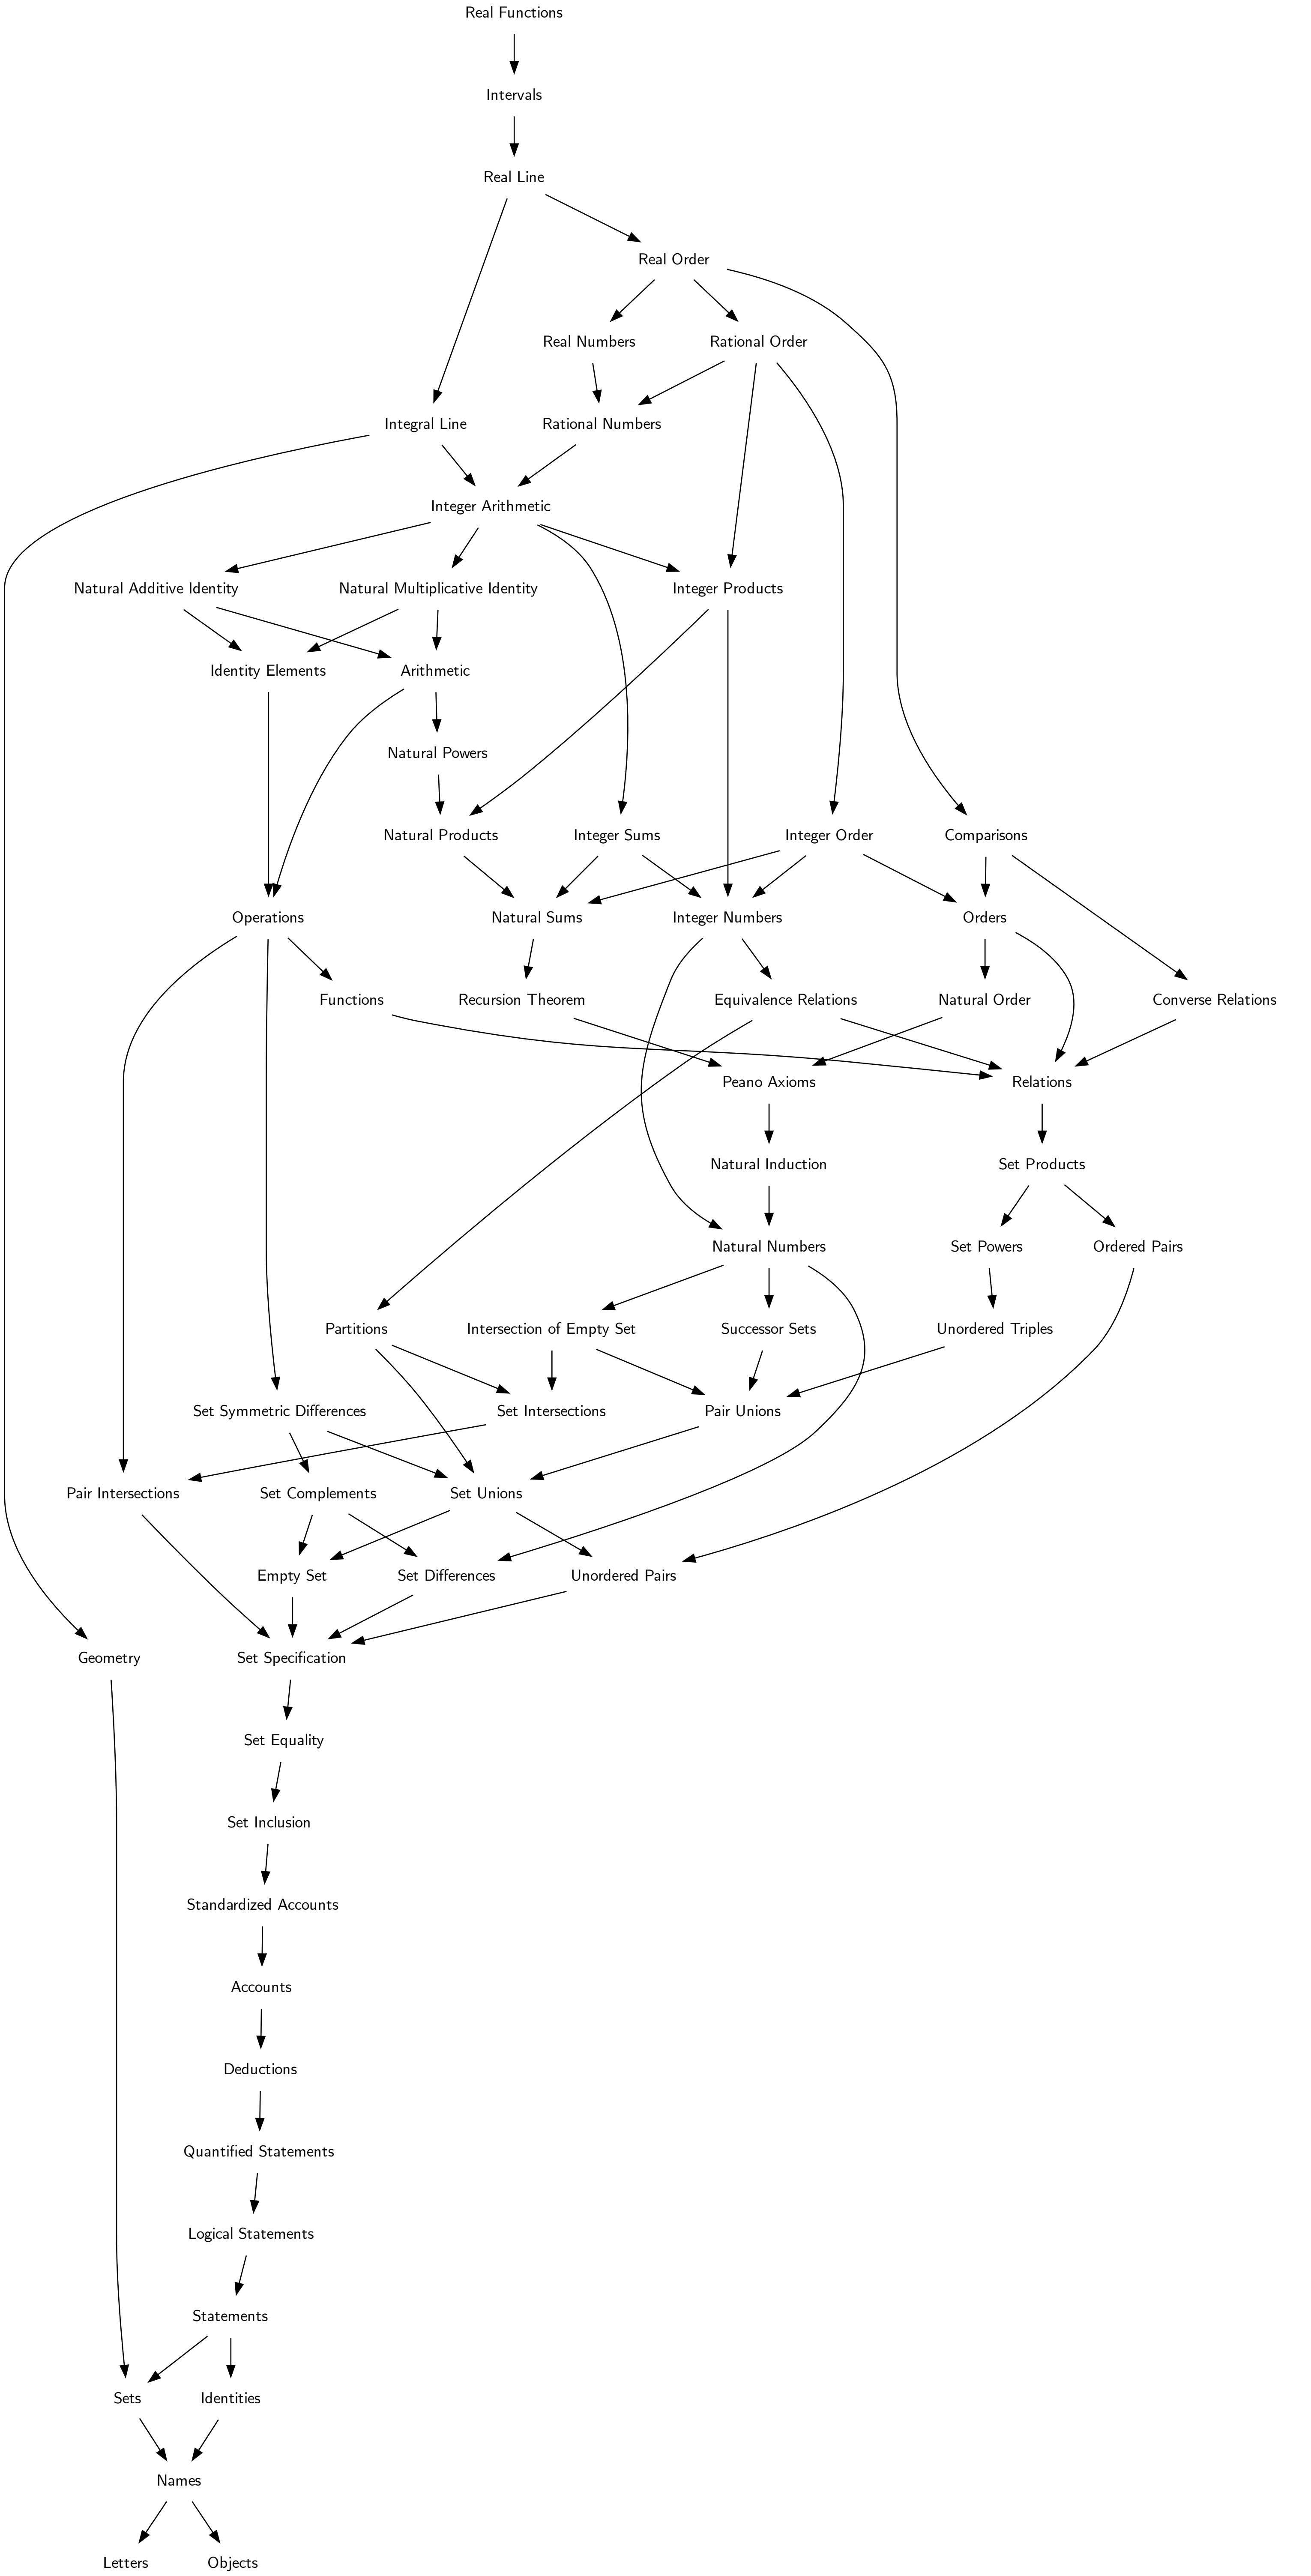 Real Functions
Intervals
Real Line
Real Order
Real Numbers
Rational Order
Integral Line
Rational Numbers
Integer Arithmetic
Natural Additive Identity
Natural Multiplicative Identity
Integer Products
Identity Elements
Arithmetic
Natural Powers
Natural Products
Integer Sums
Integer Order
Comparisons
Operations
Natural Sums
Integer Numbers
Orders
Functions
Recursion Theorem
Equivalence Relations
Natural Order
Converse Relations
Peano Axioms
Relations
Natural Induction
Set Products
Natural Numbers
Set Powers
Ordered Pairs
Partitions
Intersection of Empty Set
Successor Sets
Unordered Triples
Set Symmetric Differences
Set Intersections
Pair Unions
Pair Intersections
Set Complements
Set Unions
Empty Set
Set Differences
Unordered Pairs
Geometry
Set Specification
Set Equality
Set Inclusion
Standardized Accounts
Accounts
Deductions
Quantified Statements
Logical Statements
Statements
Sets
Identities
Names
Letters
Objects